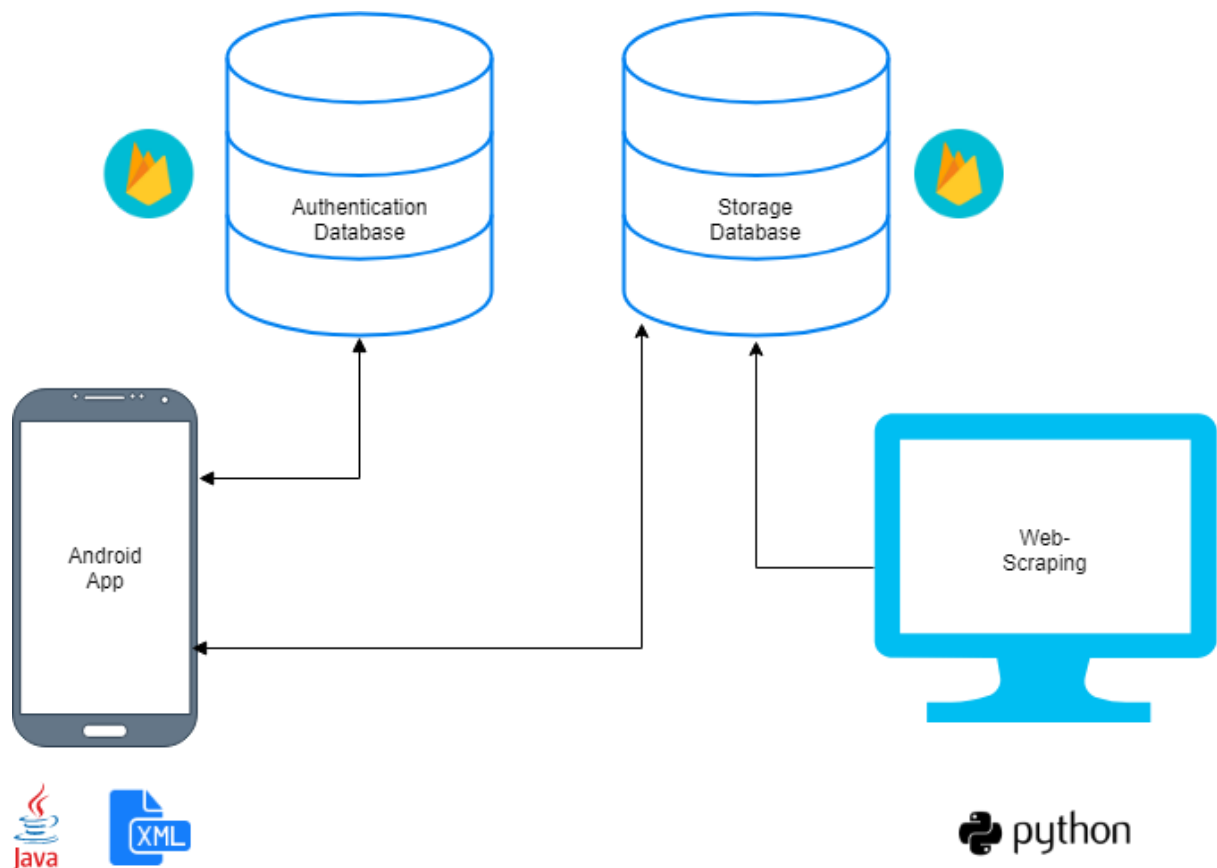 Authentication
Database
Storage
Database
Android
App
Web-
Scraping
Java
XML
python